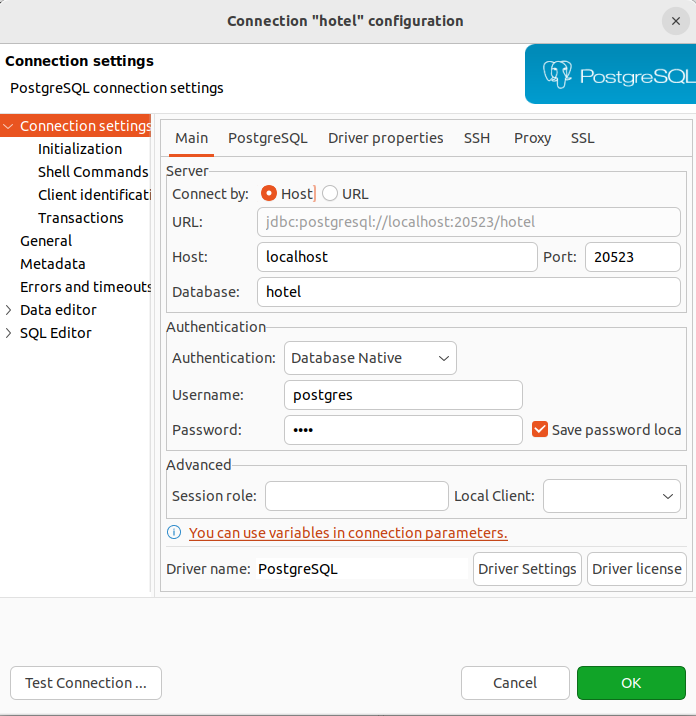 Connection "hotel" configuration
Connection settings
PostgreSQL connection settings
PostgreSQL
Connection settings
Initialization
Shell Commands
Client identificati
Transactions
General
Metadata
Errors and timeouts
Data editor
SQL Editor
Main PostgreSQL Driver properties SSH Proxy SSL
Server
Connect by: Host URL
URL: jdbc:postgresql://localhost:20523/hotel
Host: localhost Port: 20523
Database: hotel
Authentication
Authentication: Database Native
Username: postgres
Password: ••••  Save password loca
Advanced
Session role: Local Client:
You can use variables in connection parameters.
Driver name: PostgreSQL Driver Settings Driver license
Test Connection ... Cancel OK